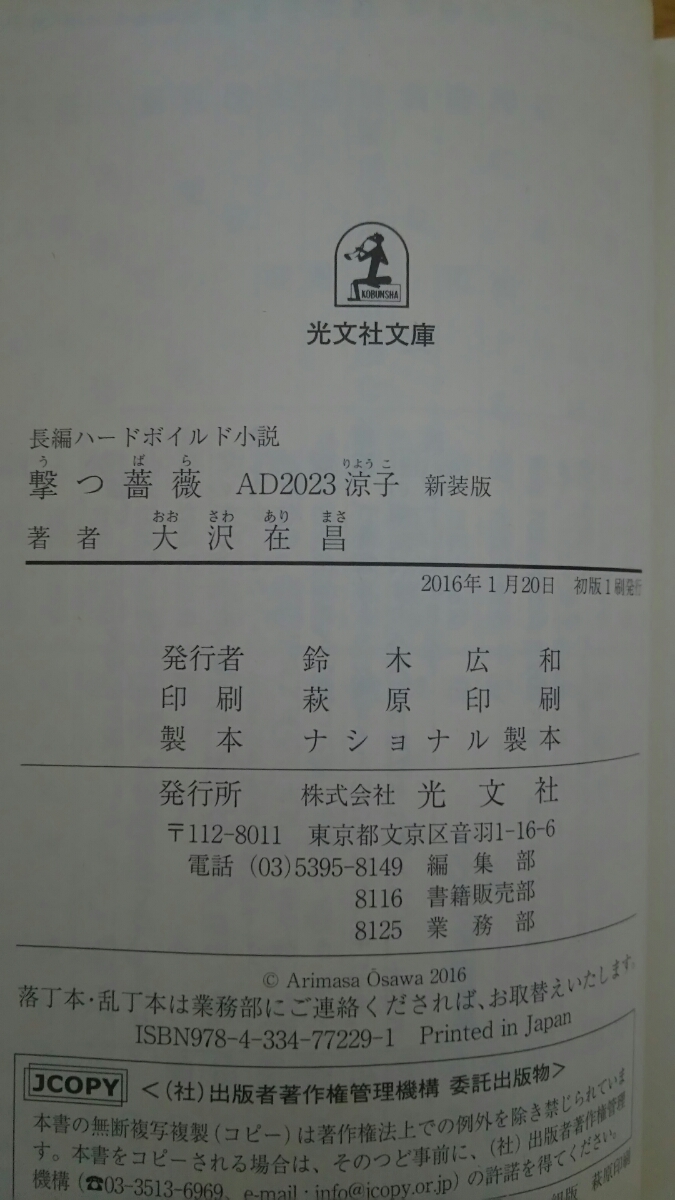 KOBUNSHA
光文社文庫
長編ハードボイルド小説
撃つ薔薇 AD2023涼子 新装版
著者 大沢在昌
2016年1月20日 初版1刷発行
発行者 鈴木広和
印刷 萩原印刷
製本 ナショナル製本
発行所 株式会社 光文社
〒112-8011 東京都文京区音羽1-16-6
電話 (03)5395-8149 編集部
8116 書籍販売部
8125 業務部
© Arimasa Ōsawa 2016
落丁本・乱丁本は業務部にご連絡くだされば、お取替えいたします。
ISBN978-4-334-77229-1 Printed in Japan
JCOPY <(社)出版者著作権管理機構 委託出版物>
本書の無断複写複製(コピー)は著作権法上での例外を除き禁じられていま
す。本書をコピーされる場合は、そのつど事前に、(社)出版者著作権管理
機構(☎03-3513-6969、e-mail:info@jcopy.or.jp)の許諾を得てください。
組版 萩原印刷